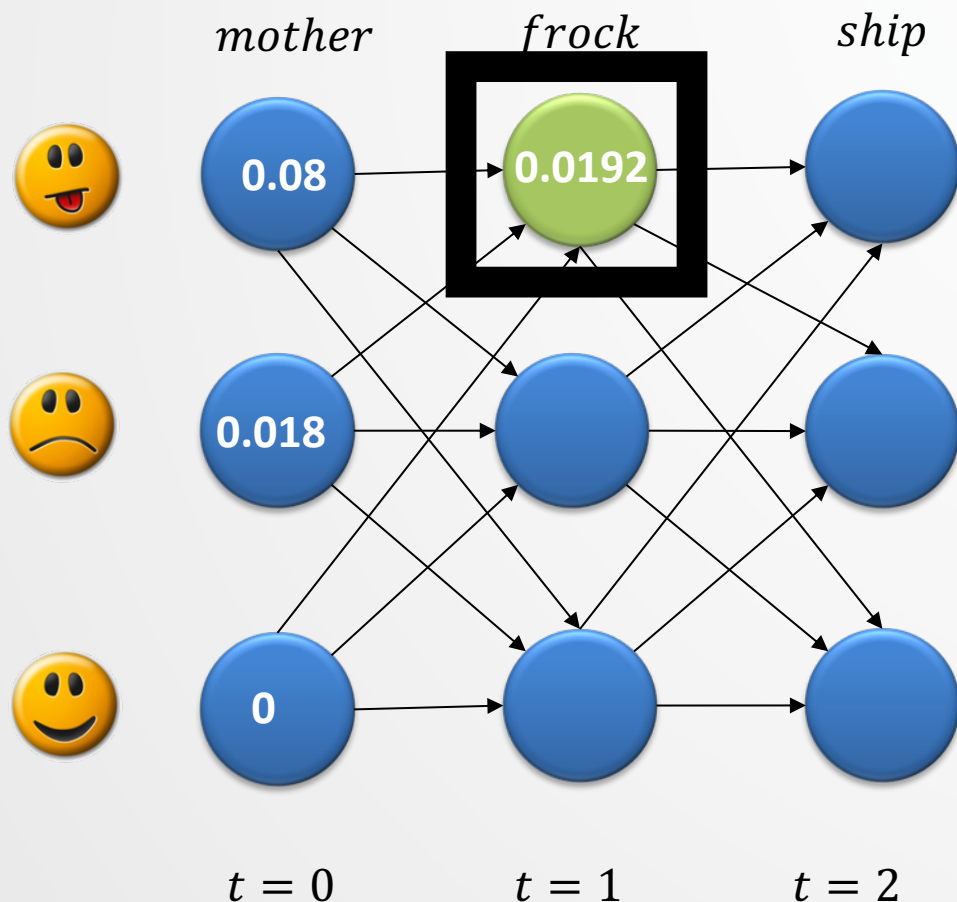 mother frock ship
0.08 0.0192
0.018
0
t = 0 t = 1 t = 2